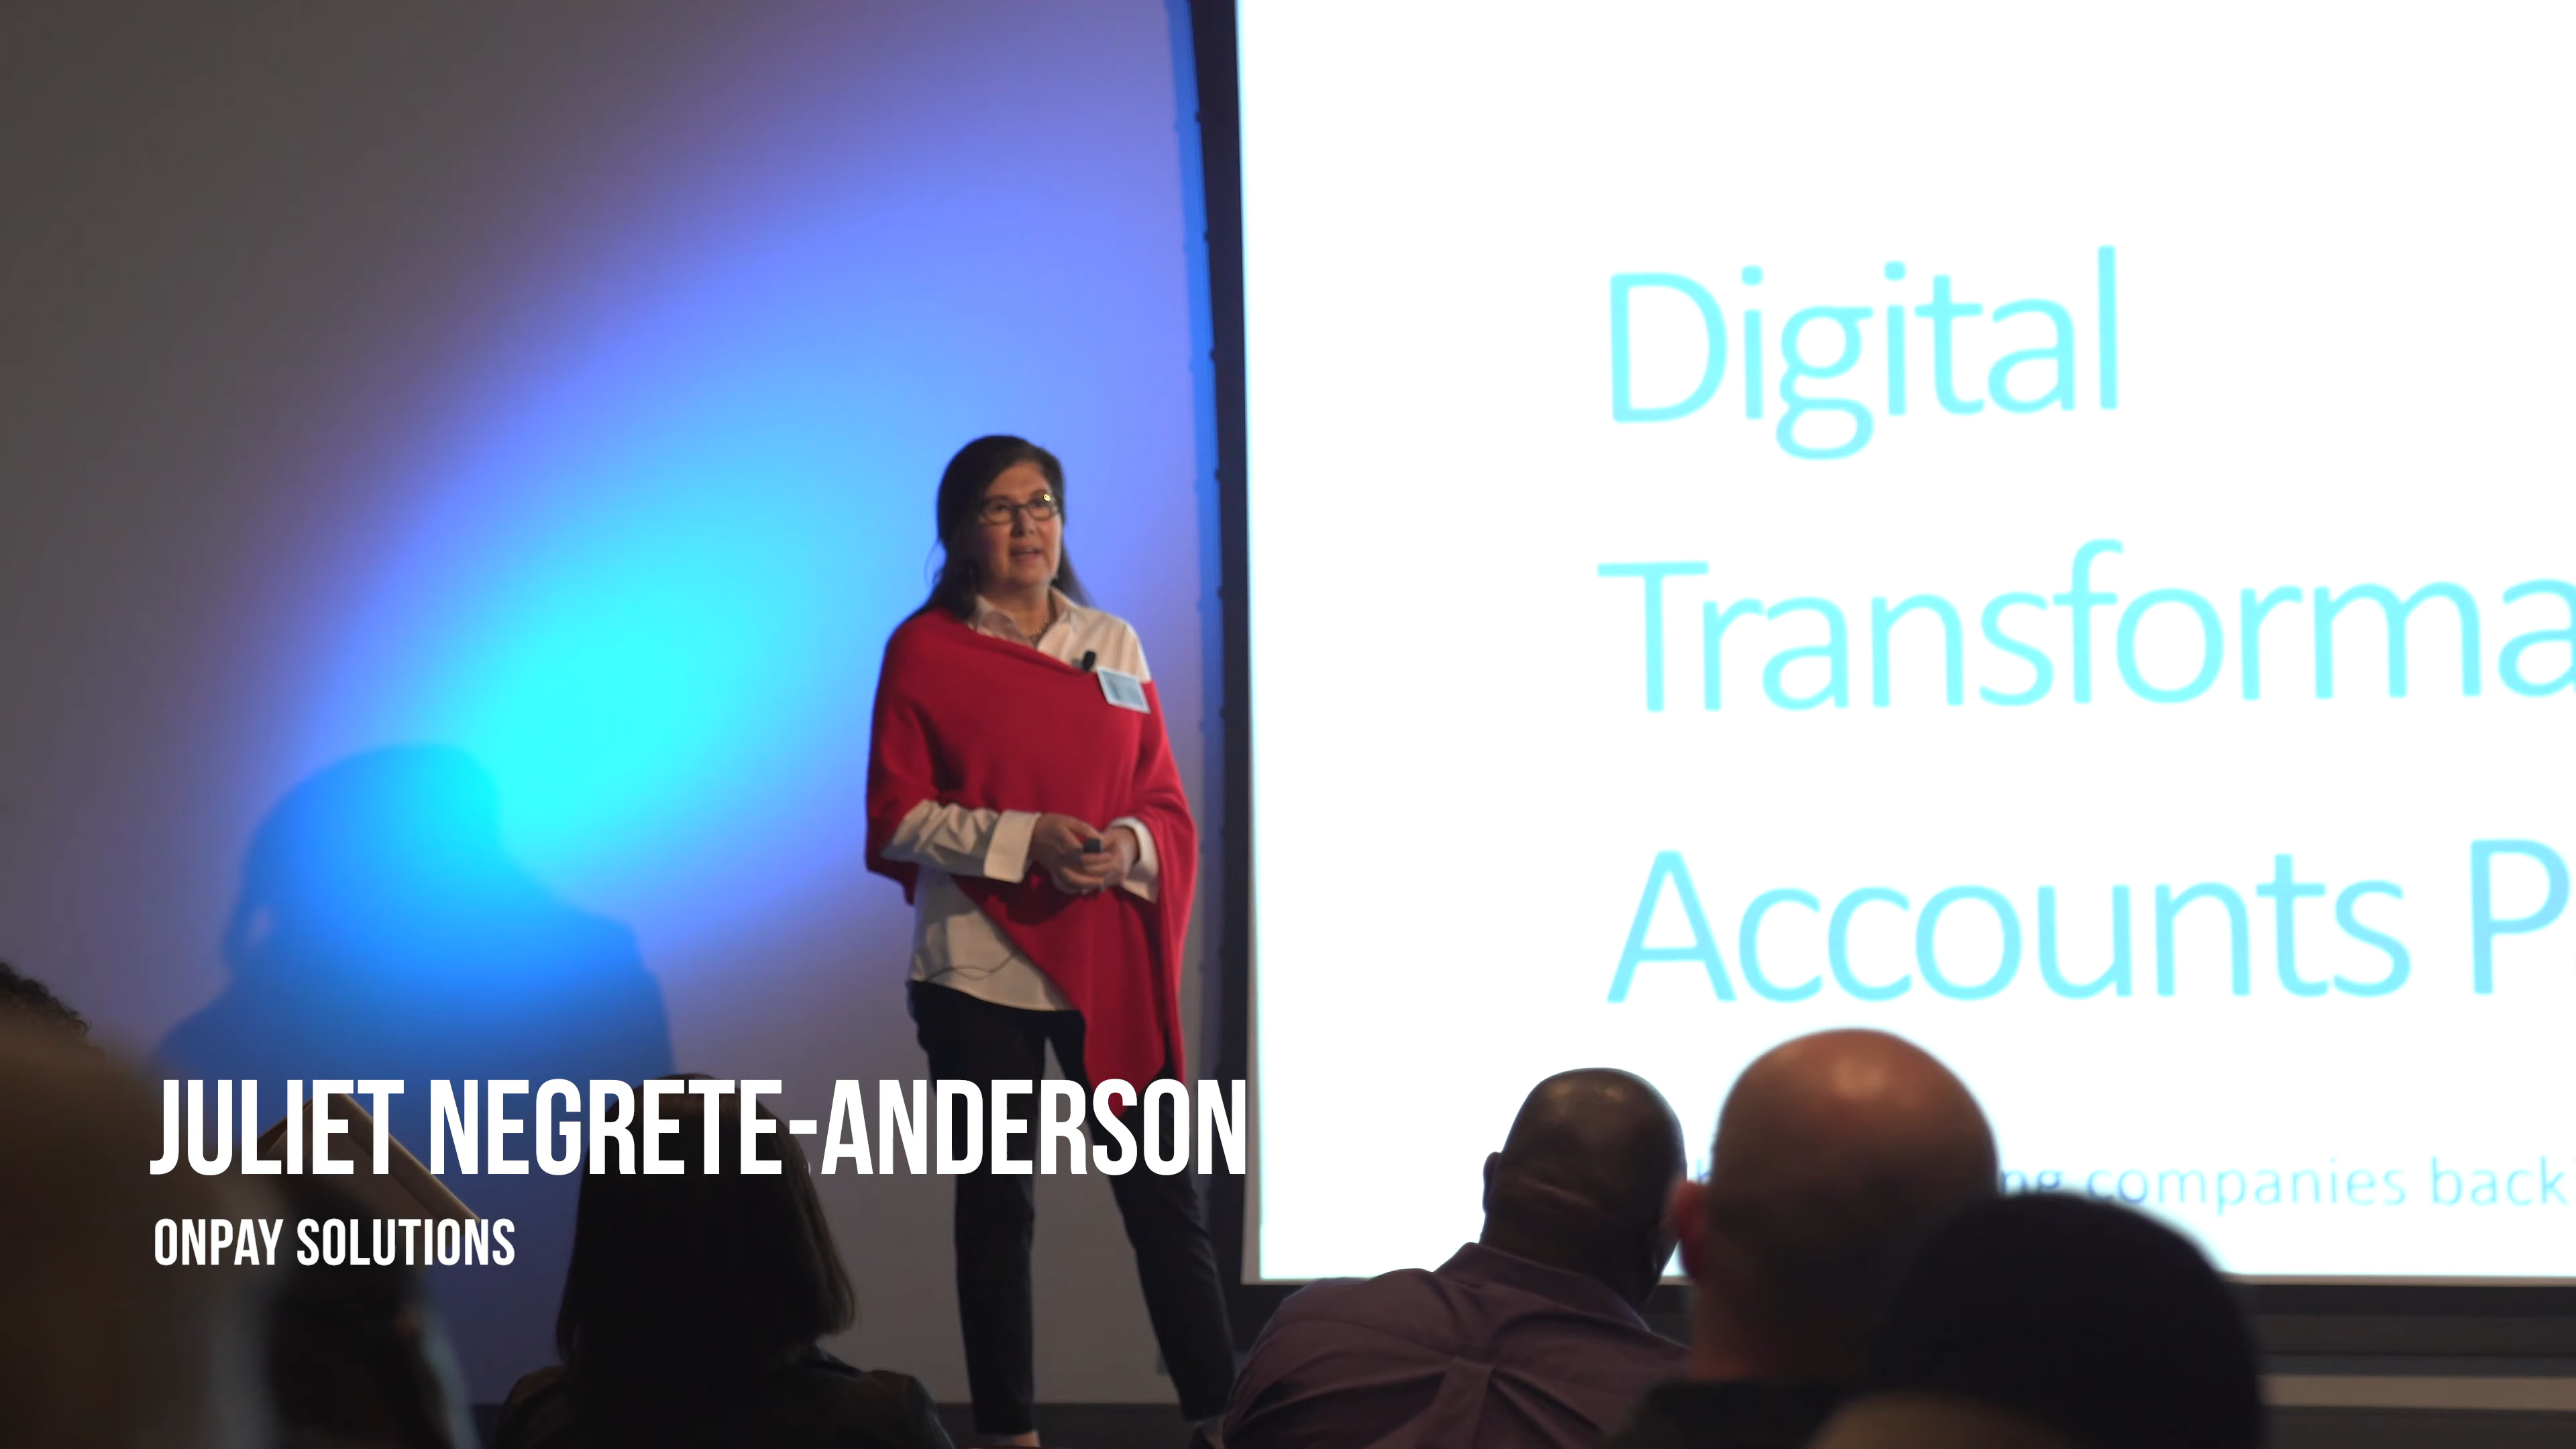 Digital
Transforma
Accounts P
companies back
JULIET NEGRETE-ANDERSON
ONPAY SOLUTIONS